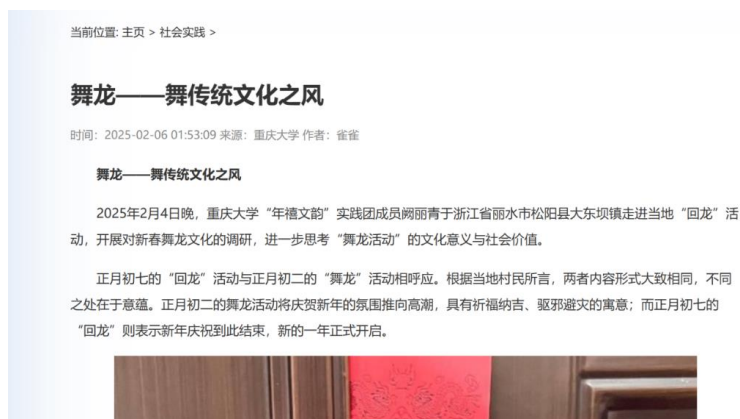 当前位置: 主页 > 社会实践 >
舞龙——舞传统文化之风
时间：2025-02-06 01:53:09 来源：重庆大学 作者：雀雀
舞龙——舞传统文化之风
2025年2月4日晚，重庆大学“年禧文韵”实践团成员阙丽青于浙江省丽水市松阳县大东坝镇走进当地“回龙”活
动，开展对新春舞龙文化的调研，进一步思考“舞龙活动”的文化意义与社会价值。
正月初七的“回龙”活动与正月初二的“舞龙”活动相呼应。根据当地村民所言，两者内容形式大致相同，不同
之处在于意蕴。正月初二的舞龙活动将庆贺新年的氛围推向高潮，具有祈福纳吉、驱邪避灾的寓意；而正月初七的
“回龙”则表示新年庆祝到此结束，新的一年正式开启。